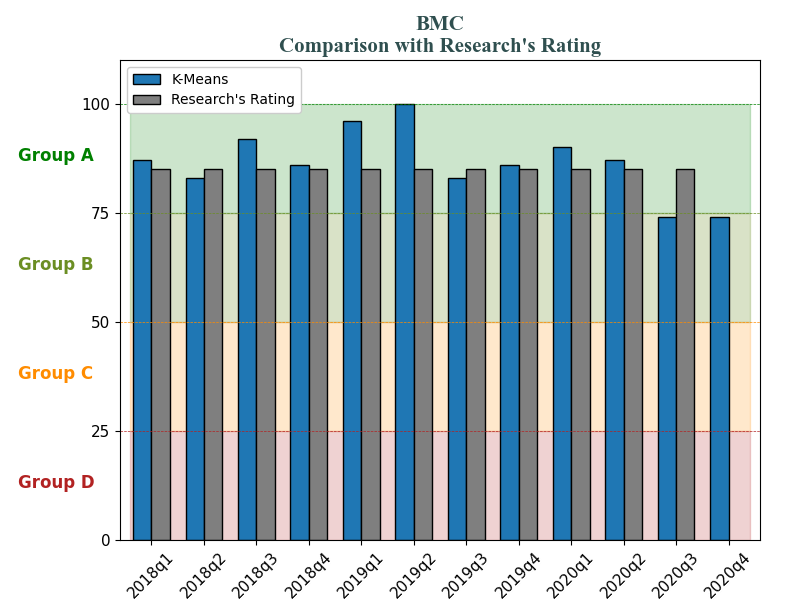 BMC
Comparison with Research's Rating
K-Means
Research's Rating
100
Group A
75
Group B
50
Group C
25
Group D
0
2018q1
2018q2
2018q3
2018q4
2019q1
2019q2
2019q3
2019q4
2020q1
2020q2
2020q3
2020q4